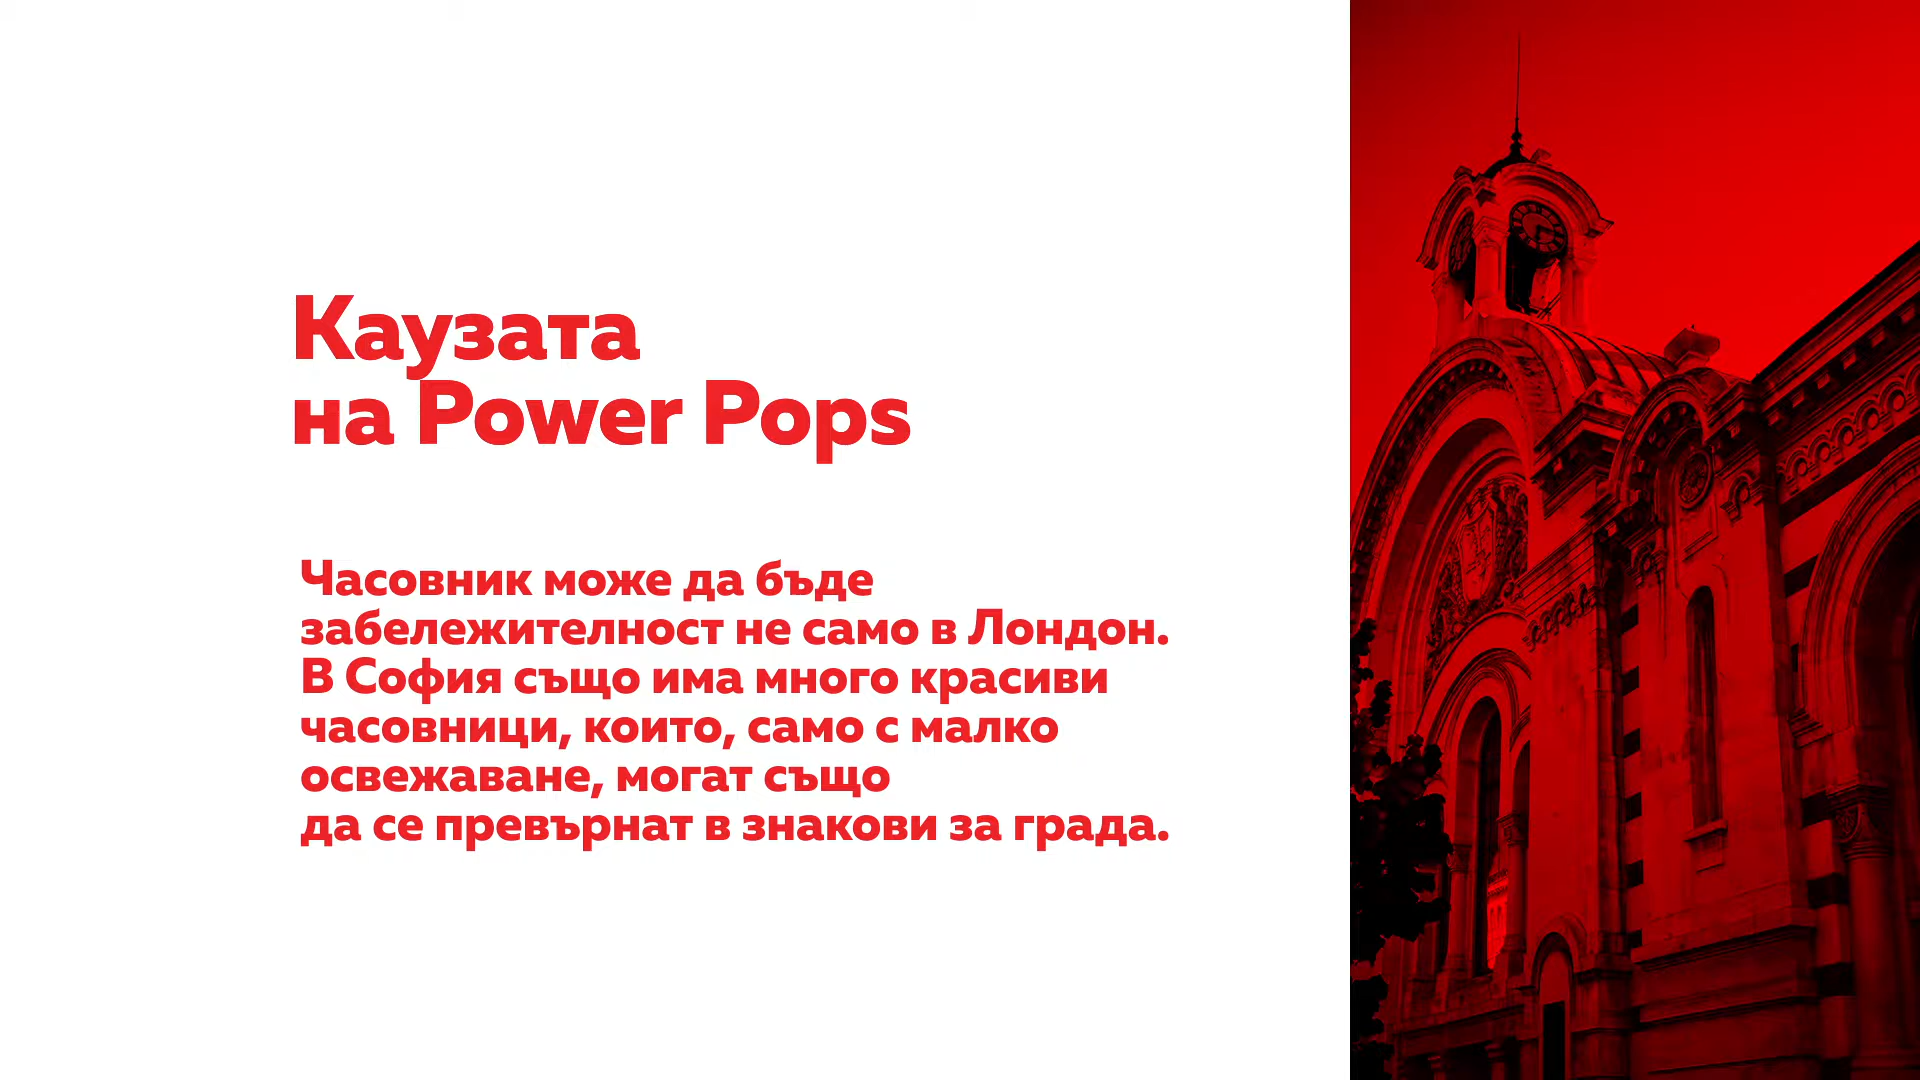 Каузата
на Power Pops
Часовник може да бъде
забележителност не само в Лондон.
В София също има много красиви
часовници, които, само с малко
освежаване, могат също
да се превърнат в знакови за града.